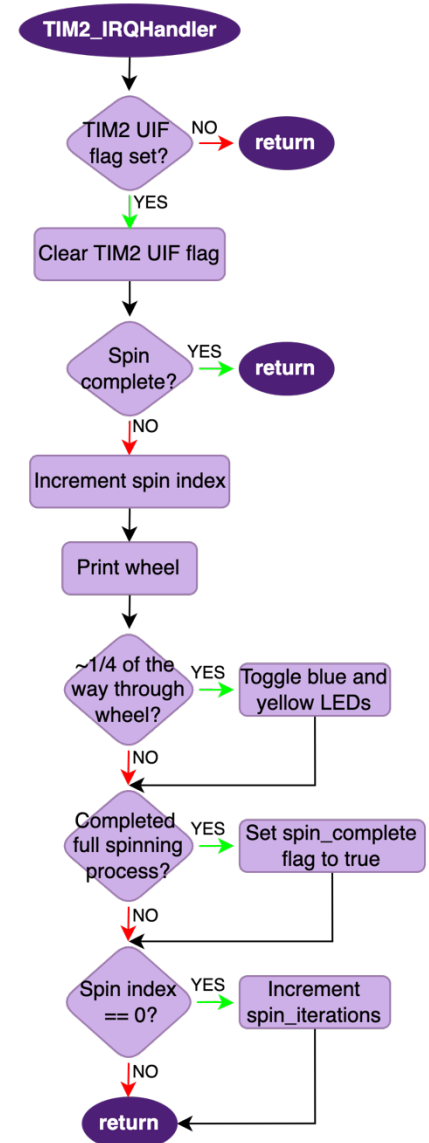 TIM2_IRQHandler
TIM2 UIF
flag set?
NO
return
YES
Clear TIM2 UIF flag
Spin
complete?
YES
return
NO
Increment spin index
Print wheel
~1/4 of the
way through
wheel?
YES
Toggle blue and
yellow LEDs
NO
Completed
full spinning
process?
YES
Set spin_complete
flag to true
NO
Spin index
== 0?
YES
Increment
spin_iterations
NO
return